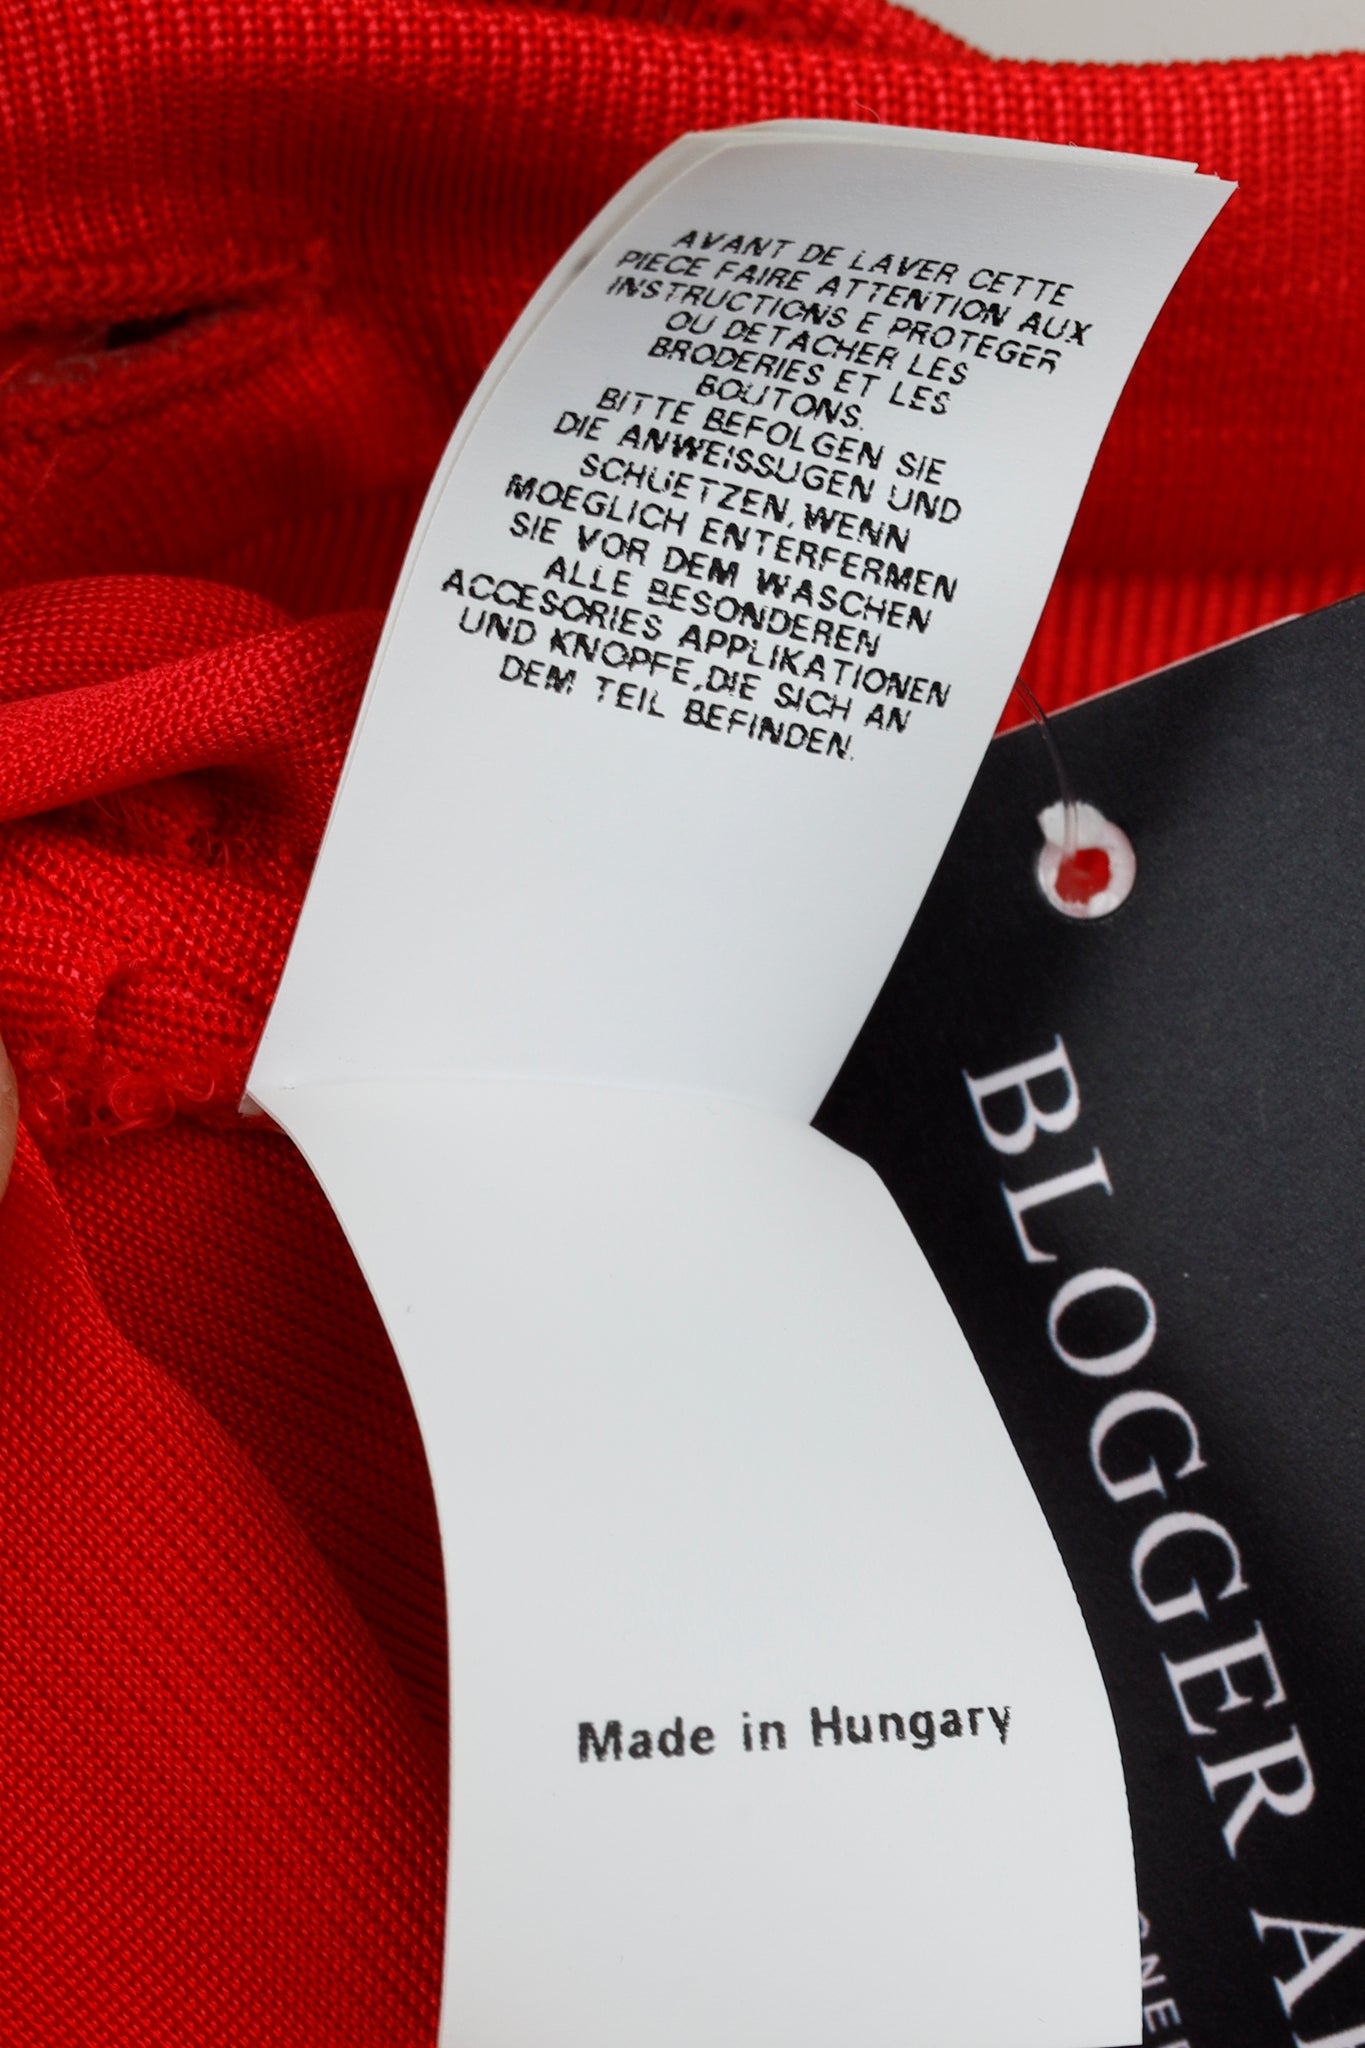 AVANT DE LAVER CETTE
PIECE FAIRE ATTENTION AUX
INSTRUCTIONS E PROTEGER
OU DETACHER LES
BRODERIES ET LES
BOUTONS.
BITTE BEFOLGEN SIE
DIE ANWEISSUGEN UND
SCHUETZEN,WENN
MOEGLICH ENTERFERMEN
SIE VOR DEM WASCHEN
ALLE BESONDEREN
ACCESORIES APPLIKATIONEN
UND KNOPFE,DIE SICH AN
DEM TEIL BEFINDEN.
Made in Hungary
BLOGGER